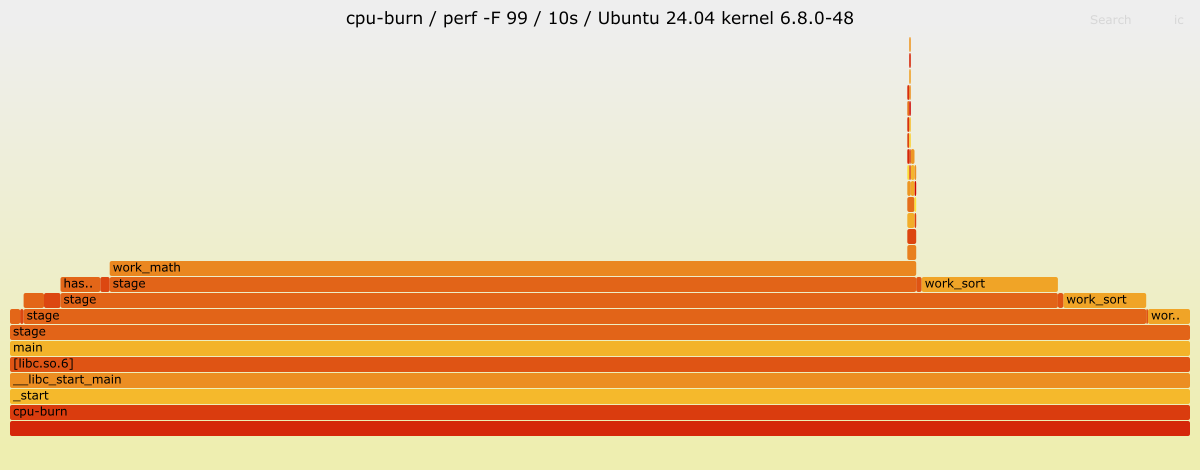 cpu-burn / perf -F 99 / 10s / Ubuntu 24.04 kernel 6.8.0-48
Search ic
work_math
has.. stage work_sort
stage work_sort
stage wor..
stage
main
[libc.so.6]
__libc_start_main
_start
cpu-burn